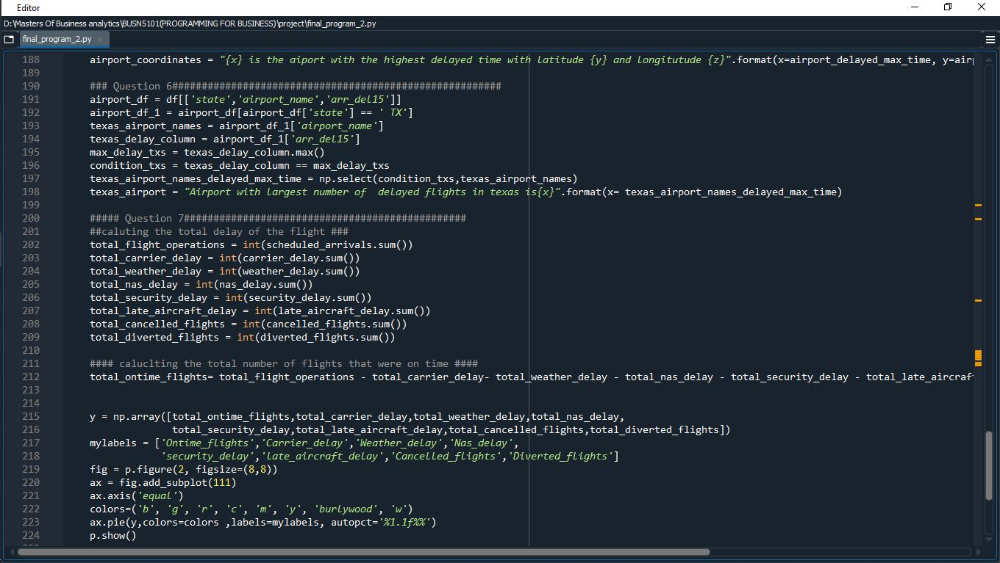 Editor
D:\Masters Of Business analytics\BUSN5101(PROGRAMMING FOR BUSINESS)\project\final_program_2.py
final_program_2.py
188 airport_coordinates = "{x} is the aiport with the highest delayed time with latitude {y} and longitutude {z}".format(x=airport_delayed_max_time, y=airp
189
190 ### Question 6########################################################
191 airport_df = df[['state','airport_name','arr_del15']]
192 airport_df_1 = airport_df[airport_df['state'] == ' TX']
193 texas_airport_names = airport_df_1['airport_name']
194 texas_delay_column = airport_df_1['arr_del15']
195 max_delay_txs = texas_delay_column.max()
196 condition_txs = texas_delay_column == max_delay_txs
197 texas_airport_names_delayed_max_time = np.select(condition_txs,texas_airport_names)
198 texas_airport = "Airport with largest number of  delayed flights in texas is{x}".format(x= texas_airport_names_delayed_max_time)
199
200 ##### Question 7################################################
201 ##caluting the total delay of the flight ###
202 total_flight_operations = int(scheduled_arrivals.sum())
203 total_carrier_delay = int(carrier_delay.sum())
204 total_weather_delay = int(weather_delay.sum())
205 total_nas_delay = int(nas_delay.sum())
206 total_security_delay = int(security_delay.sum())
207 total_late_aircraft_delay = int(late_aircraft_delay.sum())
208 total_cancelled_flights = int(cancelled_flights.sum())
209 total_diverted_flights = int(diverted_flights.sum())
210
211 #### caluclting the total number of flights that were on time ####
212 total_ontime_flights= total_flight_operations - total_carrier_delay- total_weather_delay - total_nas_delay - total_security_delay - total_late_aircraf
213
214
215 y = np.array([total_ontime_flights,total_carrier_delay,total_weather_delay,total_nas_delay,
216 total_security_delay,total_late_aircraft_delay,total_cancelled_flights,total_diverted_flights])
217 mylabels = ['Ontime_flights','Carrier_delay','Weather_delay','Nas_delay',
218 'security_delay','late_aircraft_delay','Cancelled_flights','Diverted_flights']
219 fig = p.figure(2, figsize=(8,8))
220 ax = fig.add_subplot(111)
221 ax.axis('equal')
222 colors=('b', 'g', 'r', 'c', 'm', 'y', 'burlywood', 'w')
223 ax.pie(y,colors=colors ,labels=mylabels, autopct='%1.1f%%')
224 p.show()